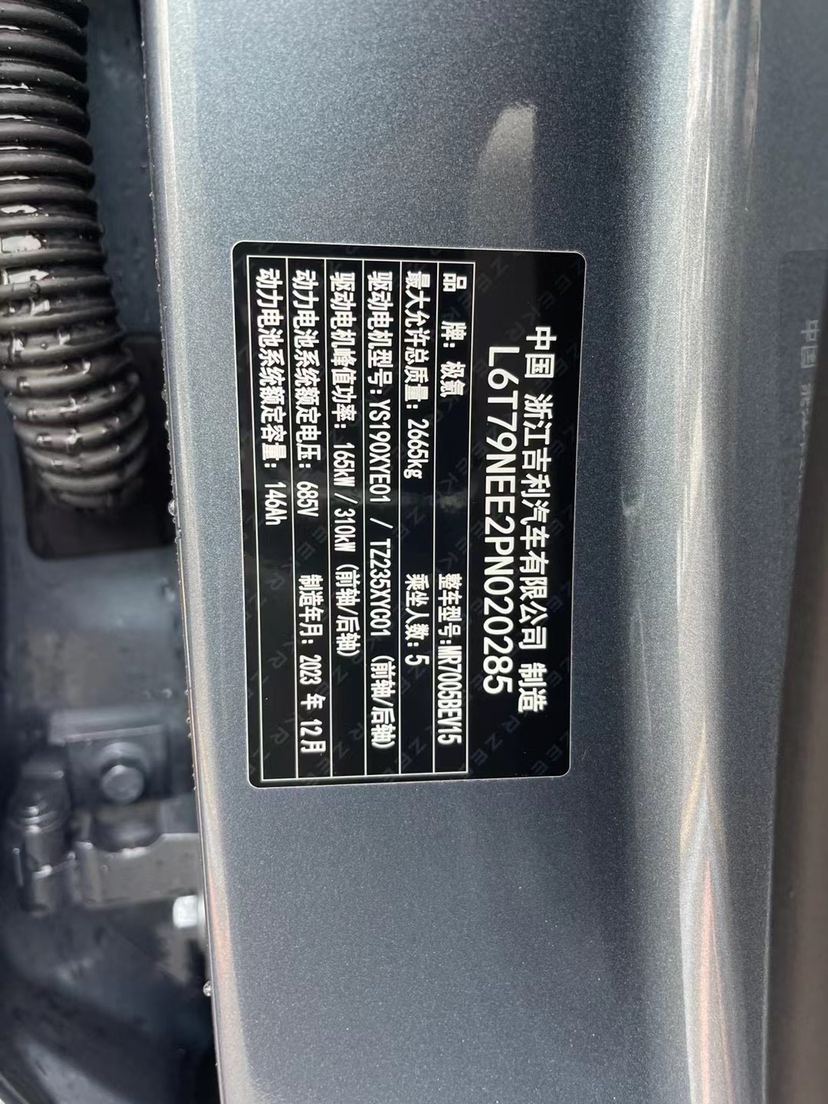 中国 浙江吉利汽车有限公司 制造
L6T79NEE2PN020285
品 牌：极氪 整车型号：MR7005BEV15
最大允许总质量：2665kg 乘坐人数：5
驱动电机型号：YS190XYE01 / TZ235XYC01 (前轴/后轴)
驱动电机峰值功率：165kW / 310kW (前轴/后轴)
动力电池系统额定电压：685V 制造年月：2023 年 12 月
动力电池系统额定容量：146Ah